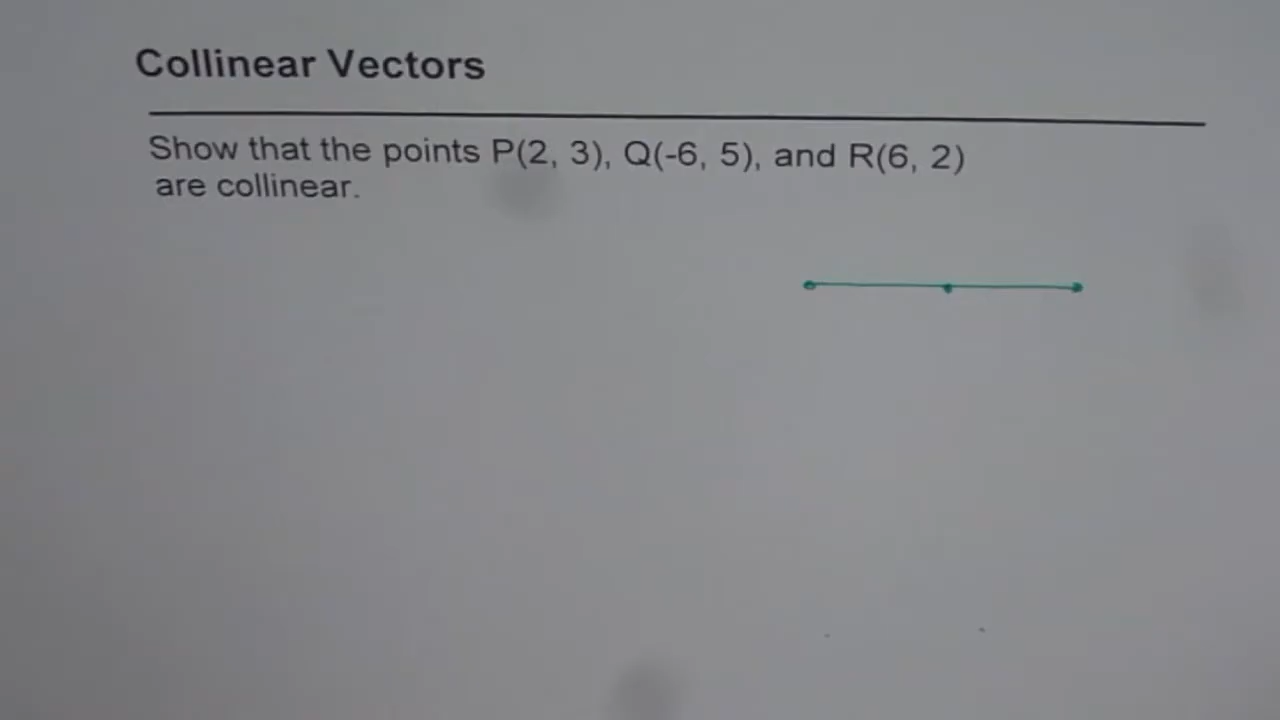 Collinear Vectors
Show that the points P(2, 3), Q(-6, 5), and R(6, 2)
are collinear.